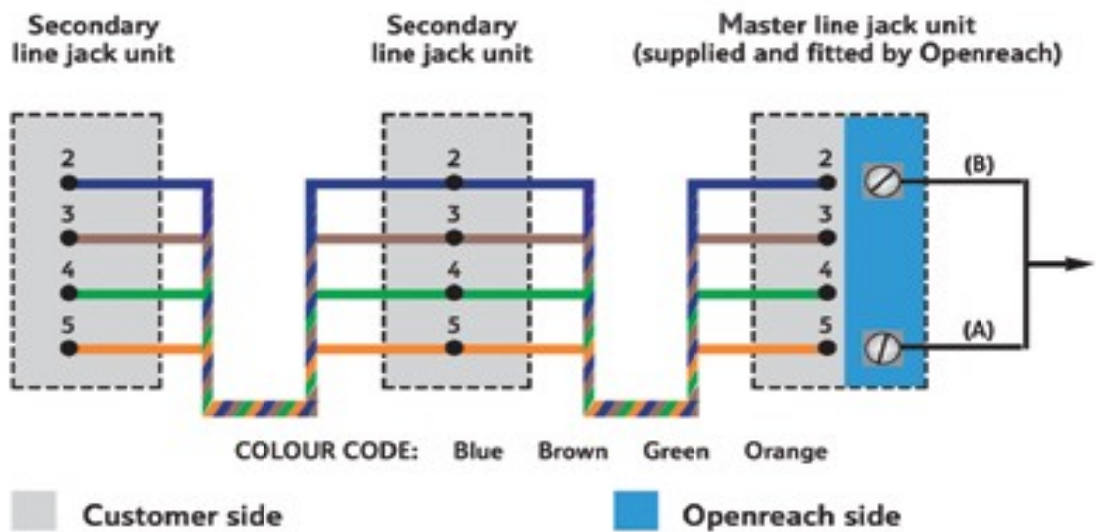 Secondary
line jack unit
Secondary
line jack unit
Master line jack unit
(supplied and fitted by Openreach)
2
3
4
5
2
3
4
5
2
3
4
5
(B)
(A)
COLOUR CODE: Blue Brown Green Orange
Customer side
Openreach side